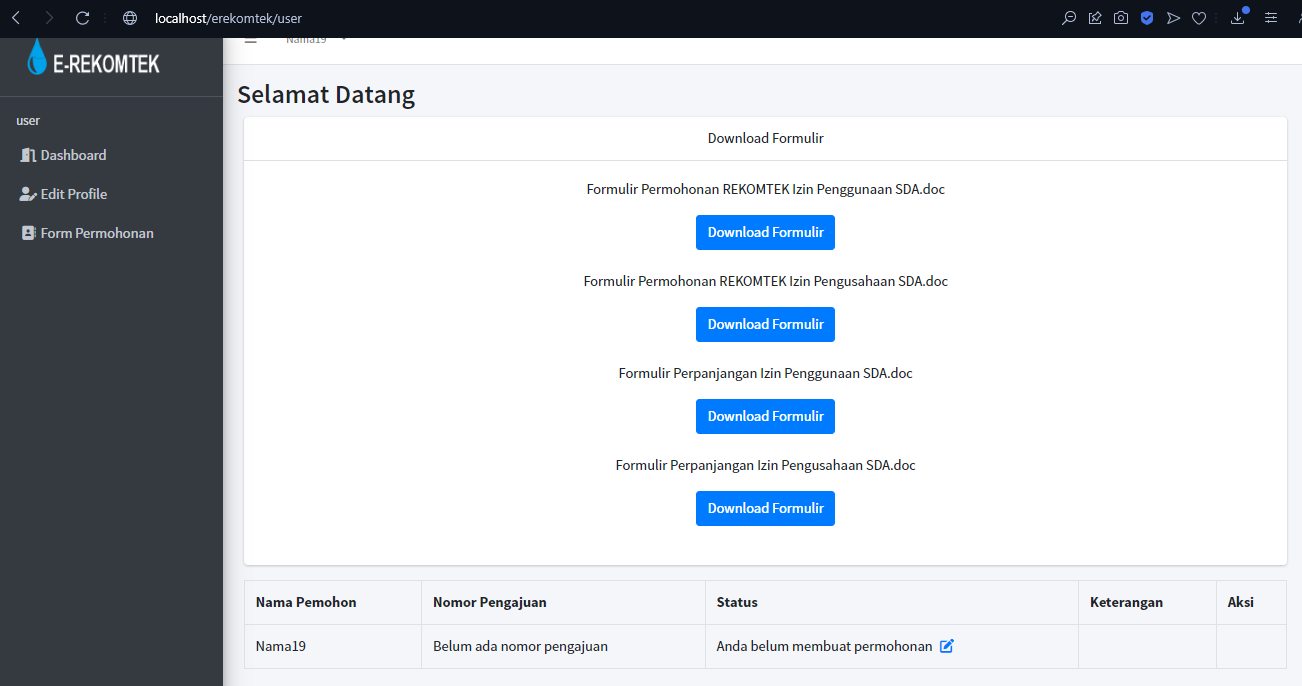 localhost/erekomtek/user
E-REKOMTEK
Nama19
user
Dashboard
Edit Profile
Form Permohonan
Selamat Datang
Download Formulir
Formulir Permohonan REKOMTEK Izin Penggunaan SDA.doc
Download Formulir
Formulir Permohonan REKOMTEK Izin Pengusahaan SDA.doc
Download Formulir
Formulir Perpanjangan Izin Penggunaan SDA.doc
Download Formulir
Formulir Perpanjangan Izin Pengusahaan SDA.doc
Download Formulir
Nama Pemohon Nomor Pengajuan Status Keterangan Aksi
Nama19 Belum ada nomor pengajuan Anda belum membuat permohonan